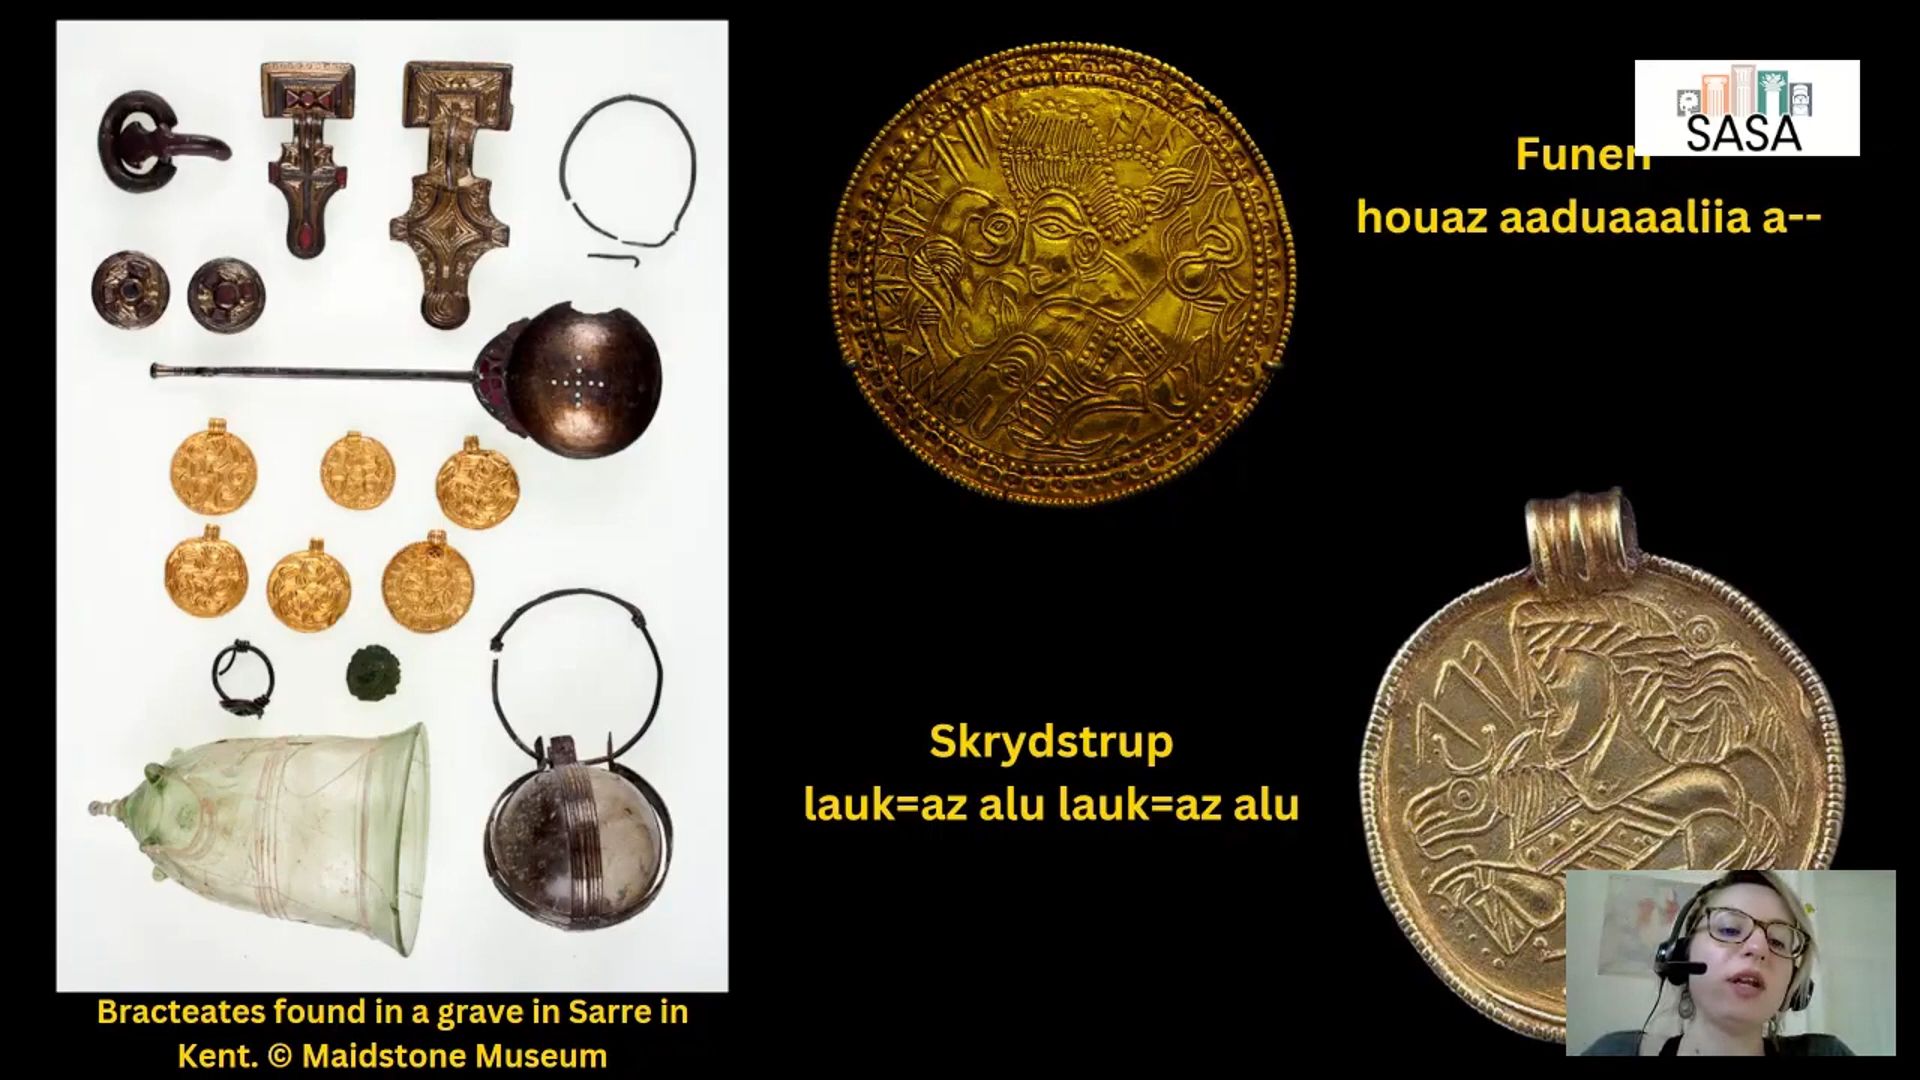 SASA
Funen
houaz aaduaaaliia a--
Skrydstrup
lauk=az alu lauk=az alu
Bracteates found in a grave in Sarre in
Kent. © Maidstone Museum